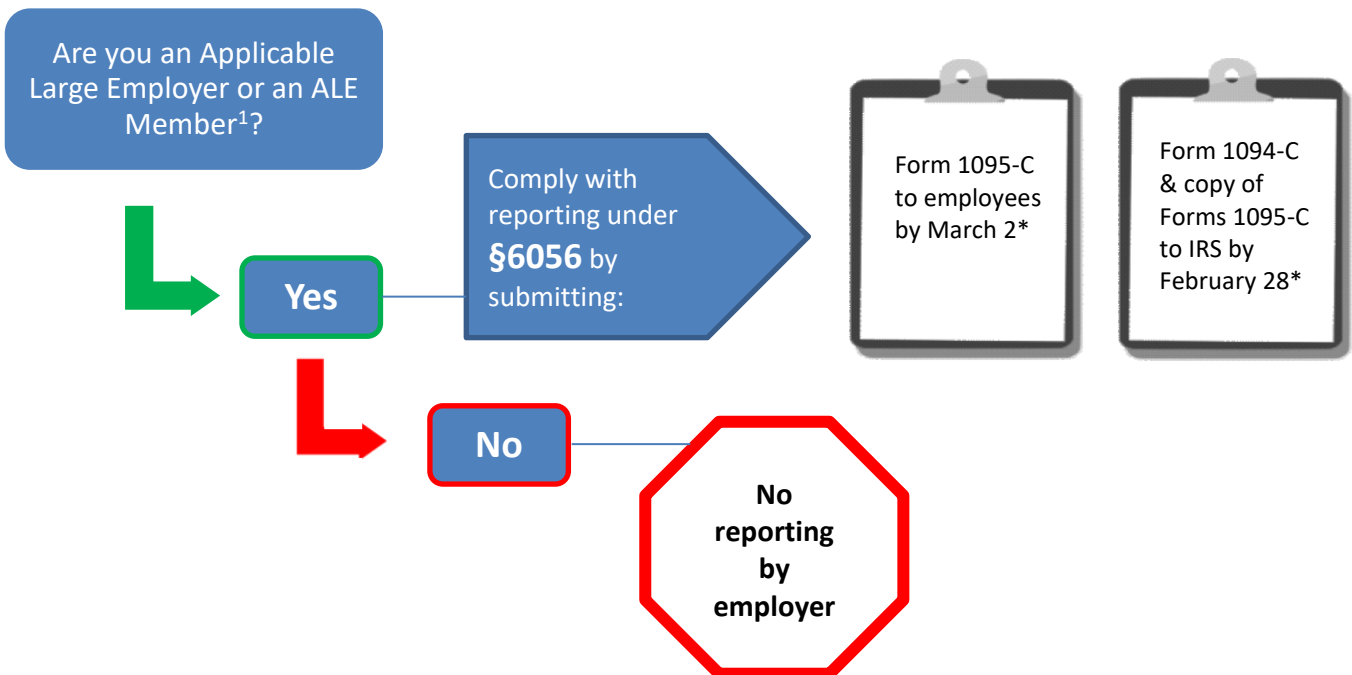 Are you an Applicable
Large Employer or an ALE
Member¹?
Comply with
reporting under
§6056 by
submitting:
Form 1095-C
to employees
by March 2*
Form 1094-C
& copy of
Forms 1095-C
to IRS by
February 28*
Yes
No
No
reporting
by
employer